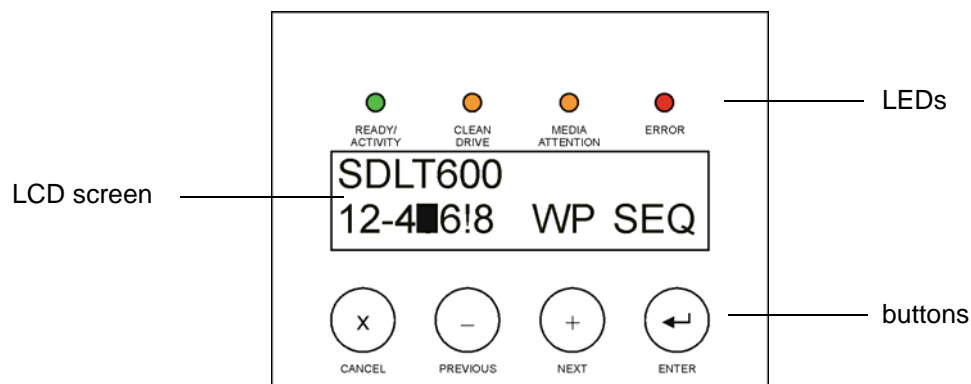 LEDs
READY/
ACTIVITY
CLEAN
DRIVE
MEDIA
ATTENTION
ERROR
LCD screen
SDLT600
12-4█6!8 WP SEQ
x
–
+
buttons
CANCEL
PREVIOUS
NEXT
ENTER